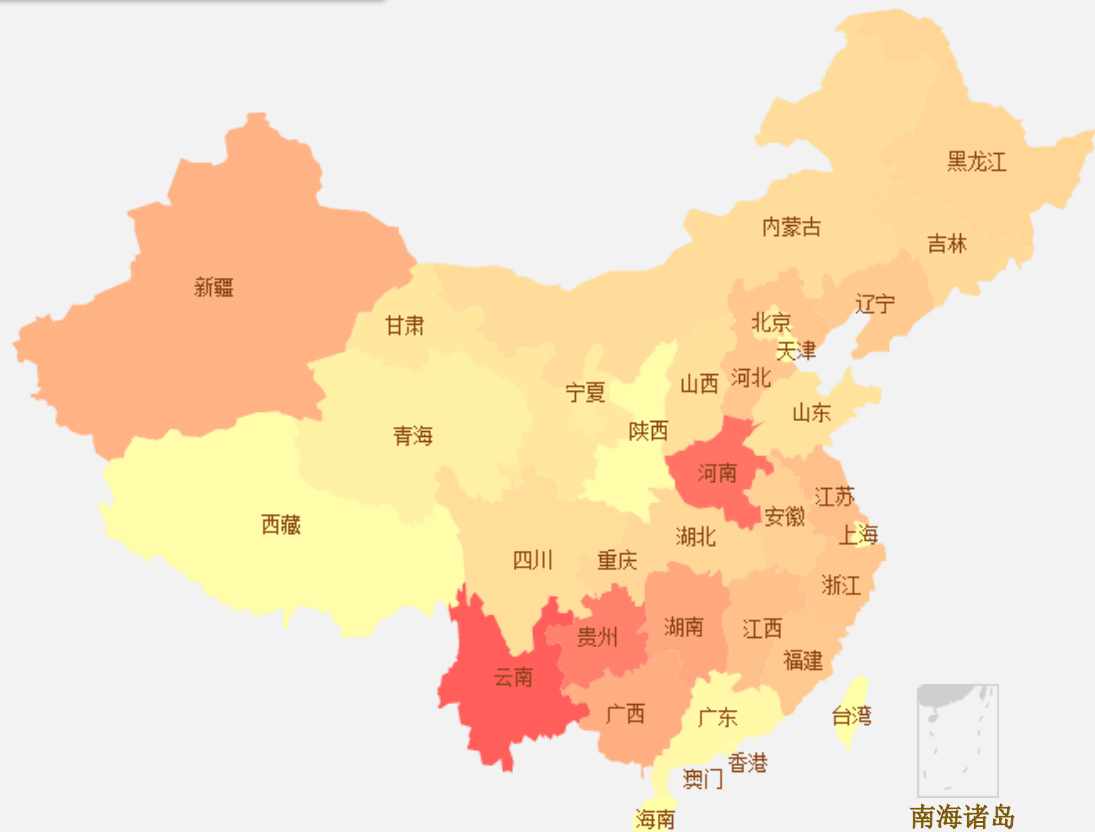 黑龙江
内蒙古
吉林
新疆
辽宁
甘肃
北京
天津
河北
山西
宁夏
山东
陕西
青海
河南
江苏
安徽
西藏
上海
湖北
四川
重庆
浙江
湖南
江西
贵州
福建
云南
广西
广东
台湾
香港
澳门
南海诸岛
海南